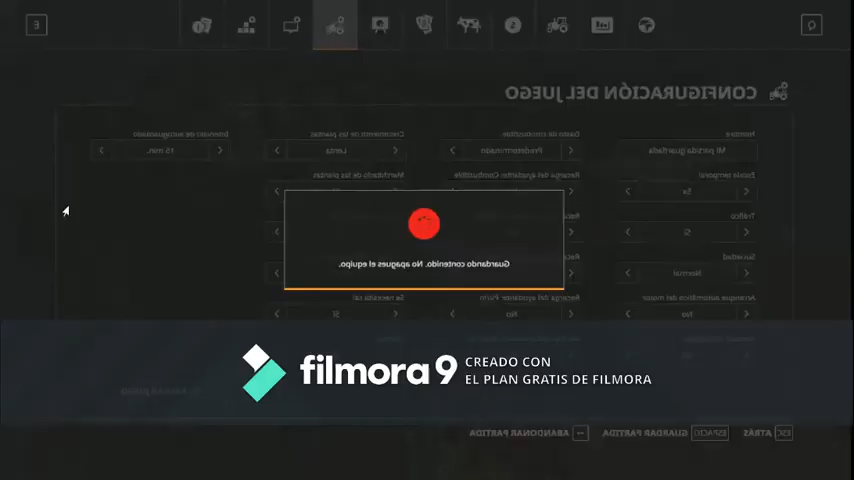 E
Q
CONFIGURACIÓN DEL JUEGO
Nombre
Mi partida guardada
Gasto de combustible
Predeterminado
Crecimiento de las plantas
Lenta
Intervalo de autoguardado
15 min.
Escala temporal
5x
Recarga del ayudante: Combustible
Marchitado de las plantas
Tráfico
Sí
Suciedad
Normal
Arranque automático del motor
No
Recarga del ayudante: Purín
No
Se necesita cal
Sí
Guardando contenido. No apagues el equipo.
filmora 9
CREADO CON
EL PLAN GRATIS DE FILMORA
ESC ATRÁS
ESPACIO GUARDAR PARTIDA
ABANDONAR PARTIDA